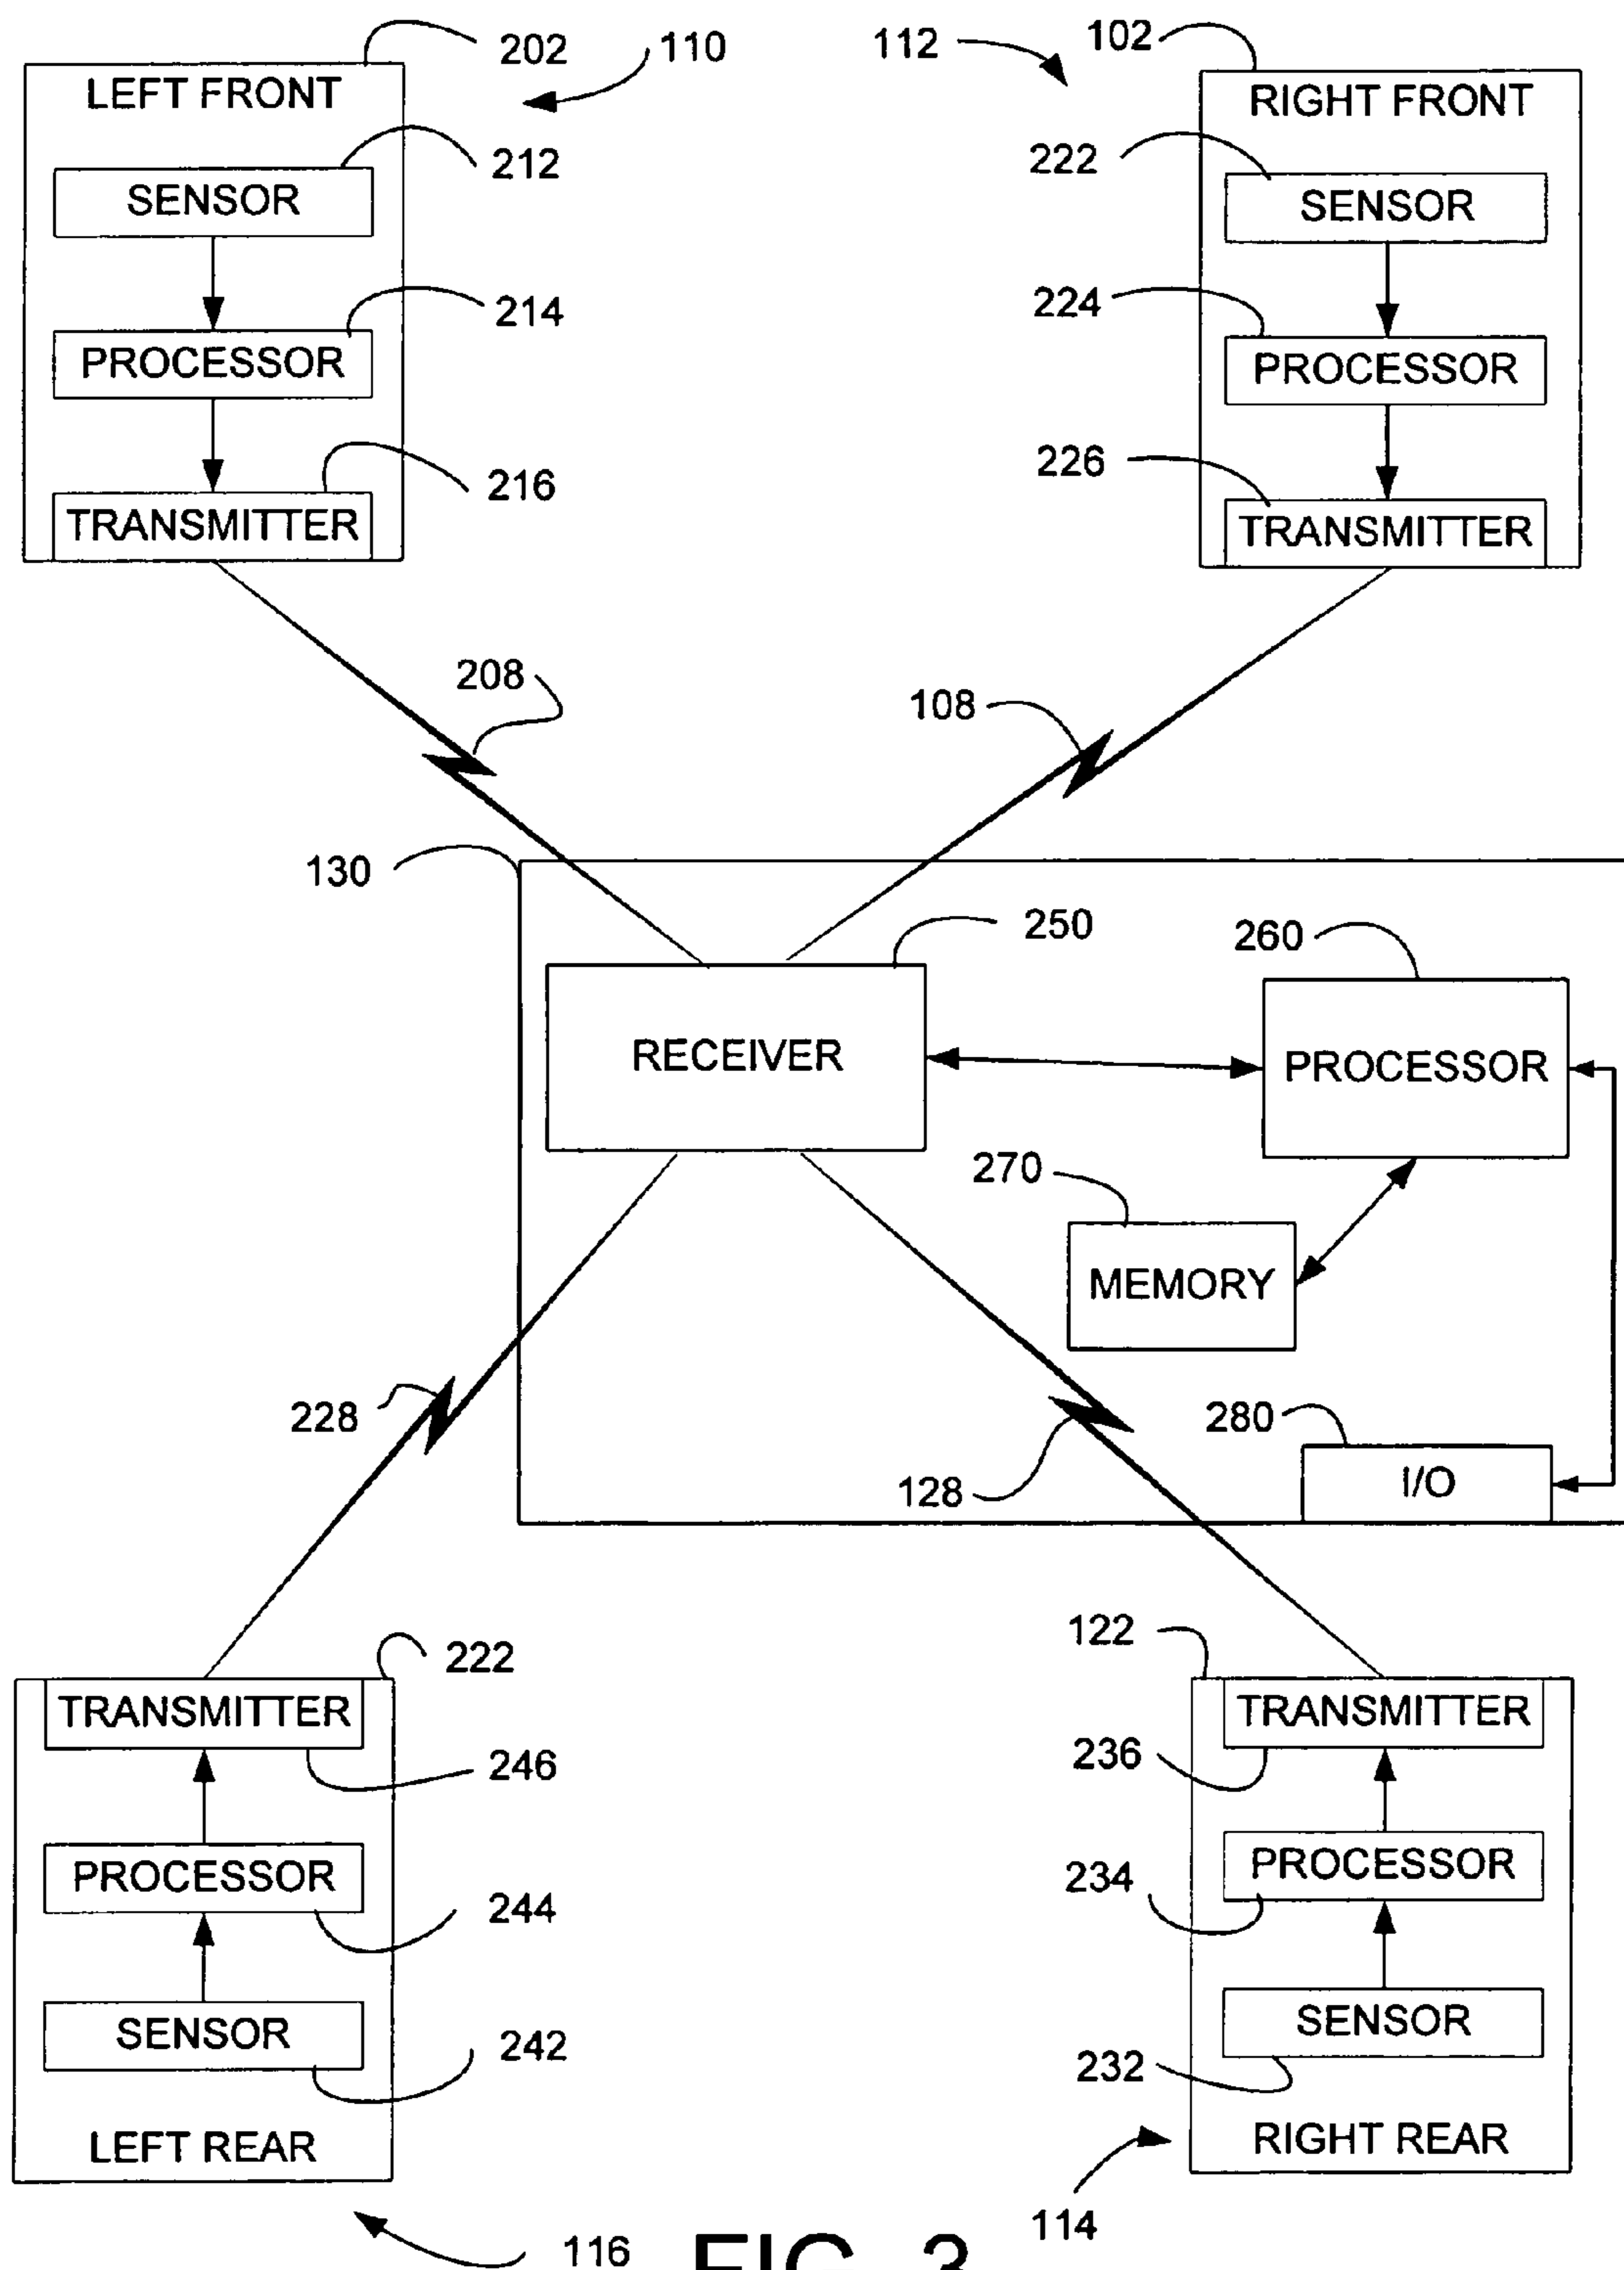 202
110
112
102
LEFT FRONT
RIGHT FRONT
212
222
SENSOR
SENSOR
214
224
PROCESSOR
PROCESSOR
216
226
TRANSMITTER
TRANSMITTER
208
108
130
250
260
RECEIVER
PROCESSOR
270
MEMORY
228
128
280
I/O
222
122
TRANSMITTER
TRANSMITTER
246
236
PROCESSOR
PROCESSOR
244
234
SENSOR
SENSOR
242
232
LEFT REAR
RIGHT REAR
116
114
FIG. 3